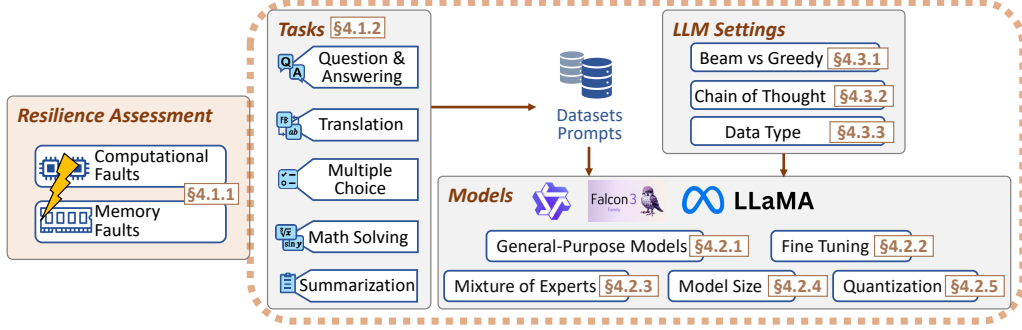 Resilience Assessment
Computational
Faults
§4.1.1
Memory
Faults
Tasks §4.1.2
Q
A
Question &
Answering
ab
Translation
Multiple
Choice
∛x
sin y
Math Solving
Summarization
Datasets
Prompts
LLM Settings
Beam vs Greedy §4.3.1
Chain of Thought §4.3.2
Data Type §4.3.3
Models
Falcon 3
Family
LLaMA
General-Purpose Models §4.2.1
Fine Tuning §4.2.2
Mixture of Experts §4.2.3
Model Size §4.2.4
Quantization §4.2.5